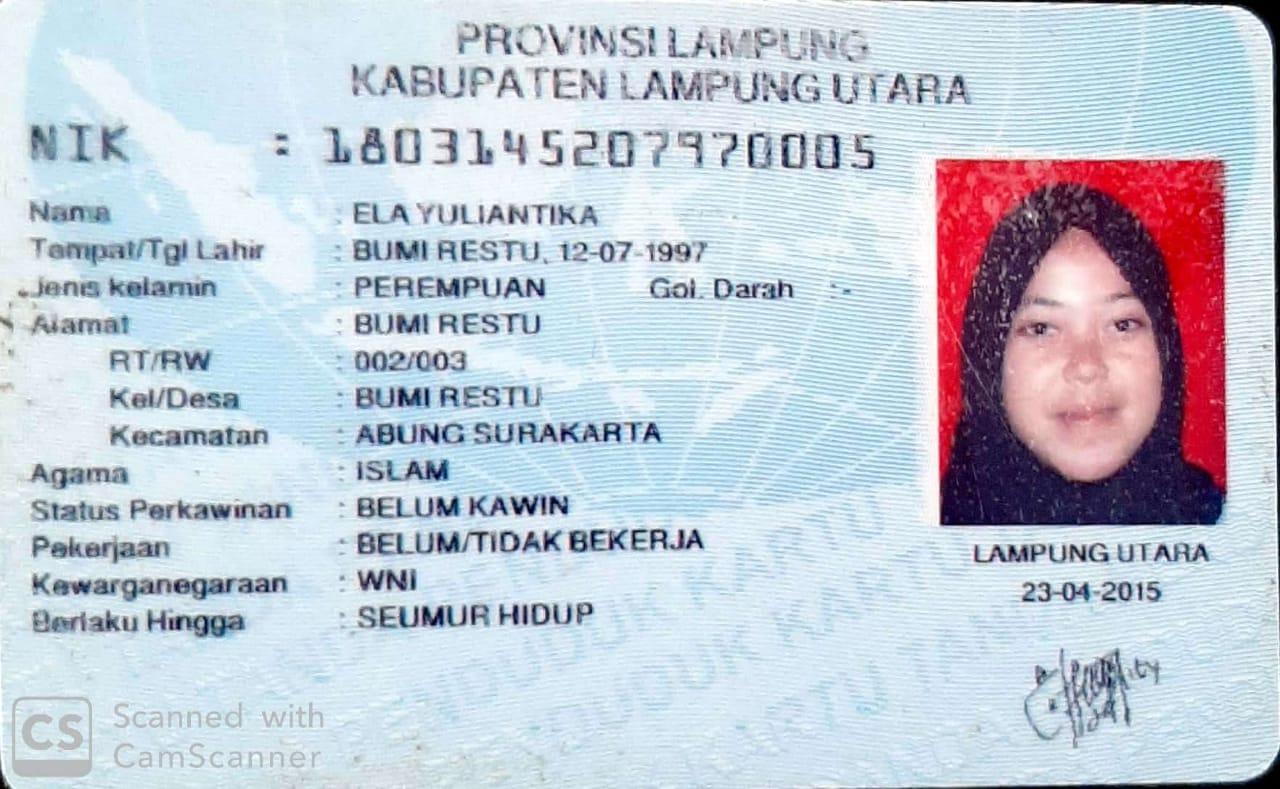 PROVINSI LAMPUNG
KABUPATEN LAMPUNG UTARA
NIK : 1803145207970005
Nama : ELA YULIANTIKA
Tempat/Tgl Lahir : BUMI RESTU, 12-07-1997
Jenis kelamin : PEREMPUAN Gol. Darah :-
Alamat : BUMI RESTU
RT/RW : 002/003
Kel/Desa : BUMI RESTU
Kecamatan : ABUNG SURAKARTA
Agama : ISLAM
Status Perkawinan : BELUM KAWIN
Pekerjaan : BELUM/TIDAK BEKERJA
Kewarganegaraan : WNI
Berlaku Hingga : SEUMUR HIDUP
LAMPUNG UTARA
23-04-2015
CS Scanned with
CamScanner